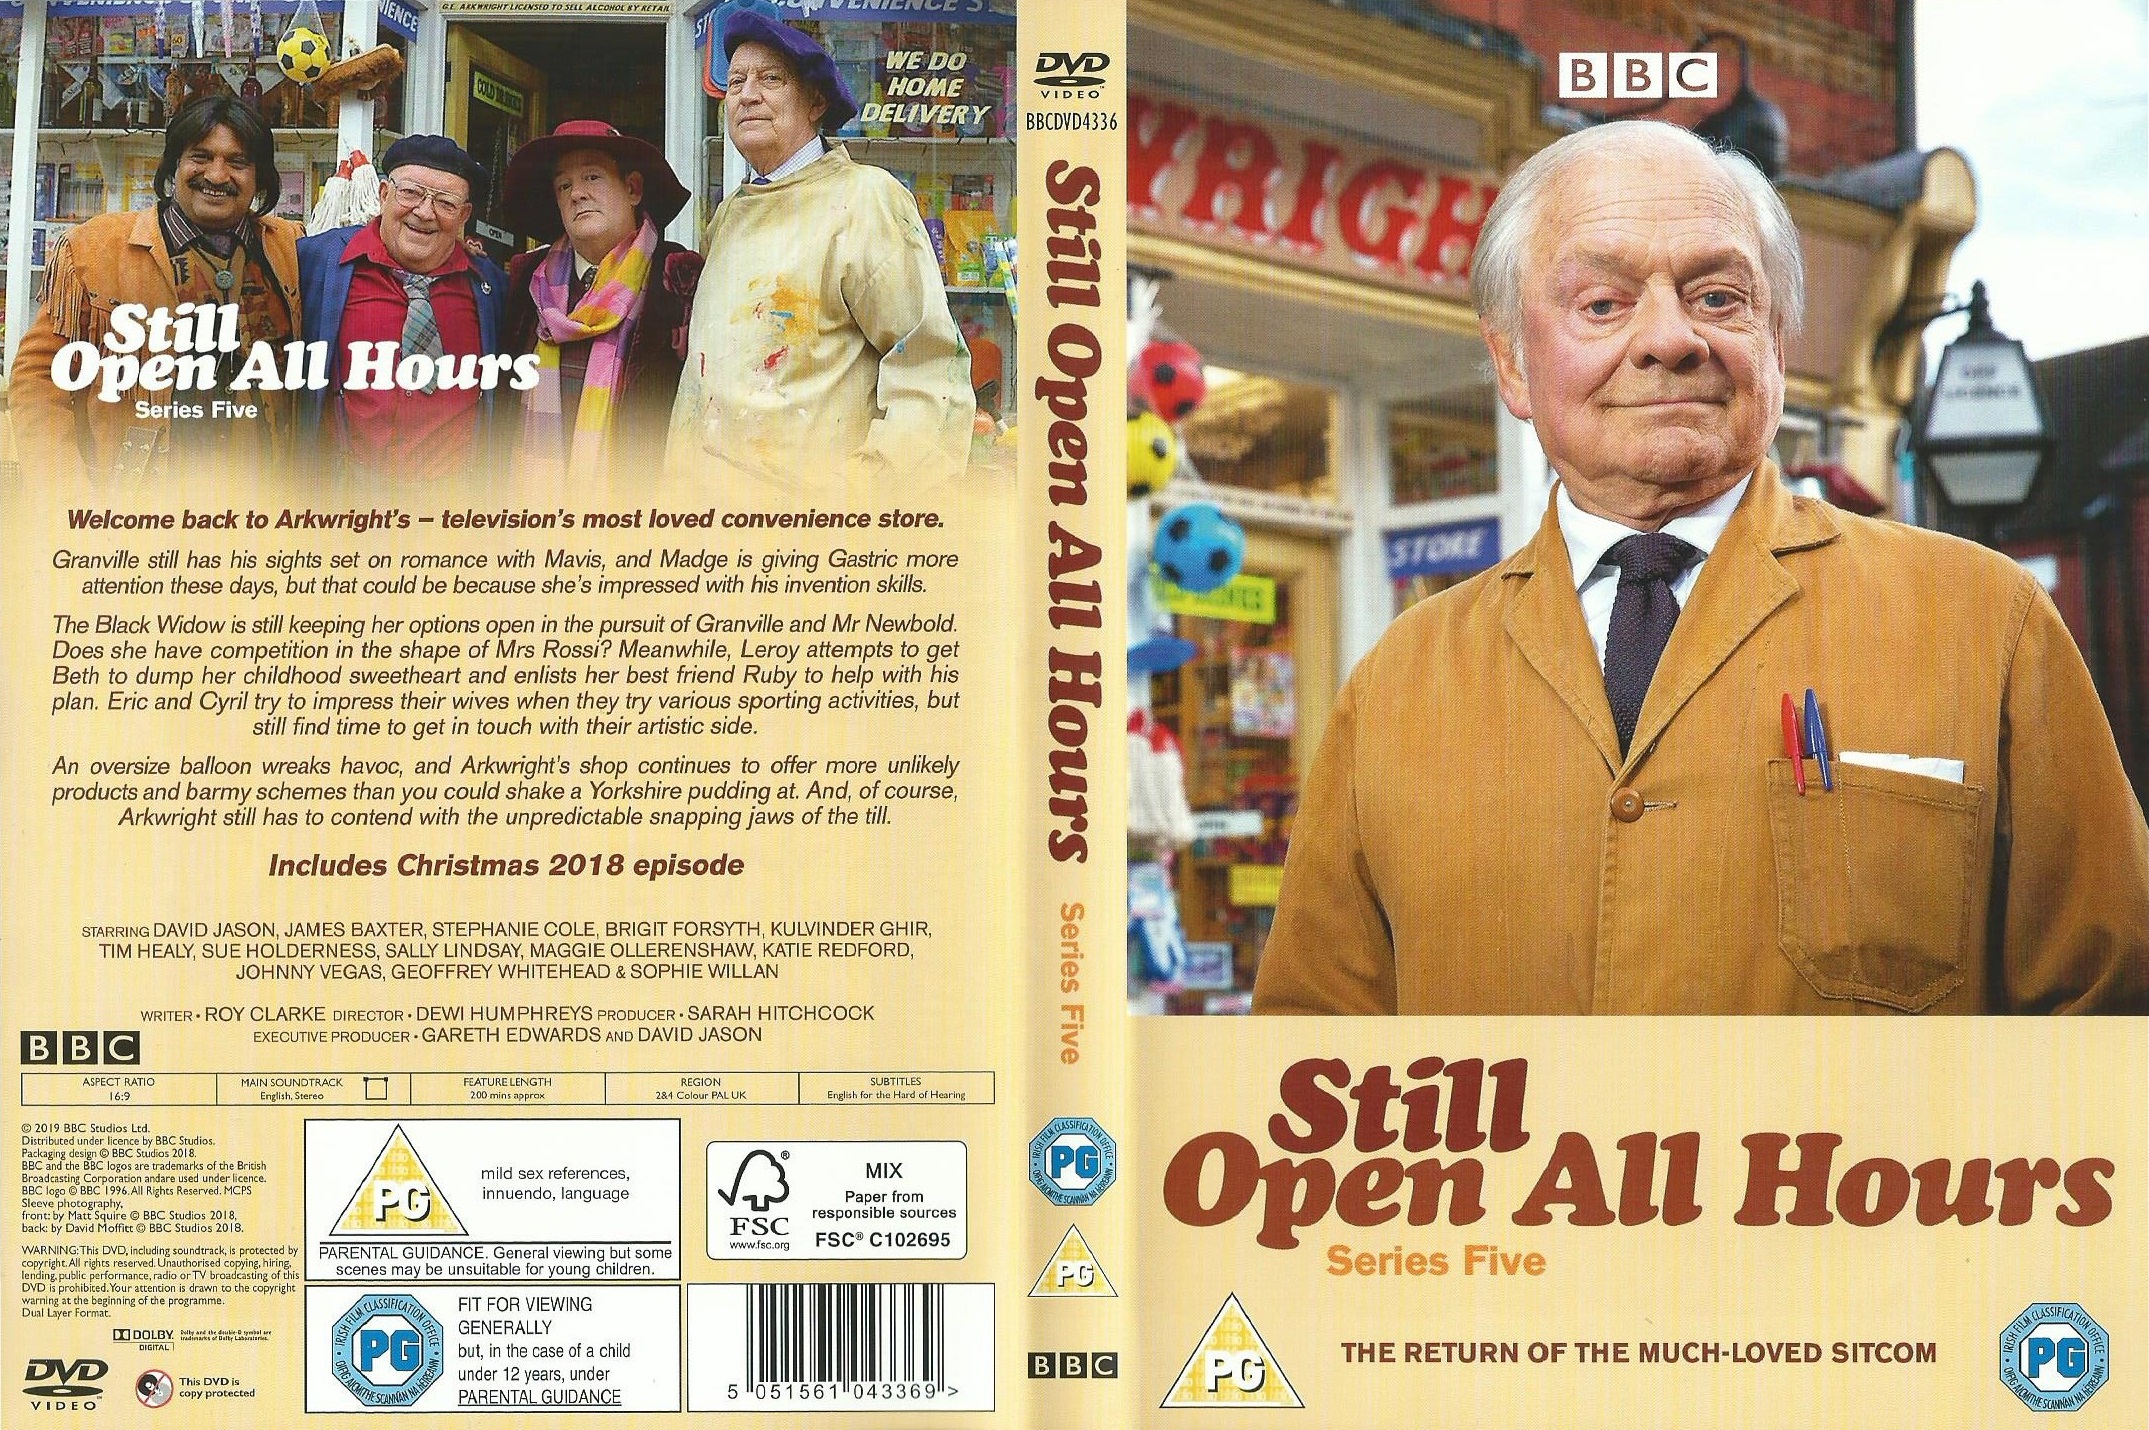 G.E. ARKWRIGHT LICENSED TO SELL ALCOHOL BY RETAIL
WE DO
HOME
DELIVERY
Still
Open All Hours
Series Five
Welcome back to Arkwright's – television's most loved convenience store.
Granville still has his sights set on romance with Mavis, and Madge is giving Gastric more
attention these days, but that could be because she's impressed with his invention skills.
The Black Widow is still keeping her options open in the pursuit of Granville and Mr Newbold.
Does she have competition in the shape of Mrs Rossi? Meanwhile, Leroy attempts to get
Beth to dump her childhood sweetheart and enlists her best friend Ruby to help with his
plan. Eric and Cyril try to impress their wives when they try various sporting activities, but
still find time to get in touch with their artistic side.
An oversize balloon wreaks havoc, and Arkwright's shop continues to offer more unlikely
products and barmy schemes than you could shake a Yorkshire pudding at. And, of course,
Arkwright still has to contend with the unpredictable snapping jaws of the till.
Includes Christmas 2018 episode
STARRING DAVID JASON, JAMES BAXTER, STEPHANIE COLE, BRIGIT FORSYTH, KULVINDER GHIR,
TIM HEALY, SUE HOLDERNESS, SALLY LINDSAY, MAGGIE OLLERENSHAW, KATIE REDFORD,
JOHNNY VEGAS, GEOFFREY WHITEHEAD & SOPHIE WILLAN
WRITER • ROY CLARKE DIRECTOR • DEWI HUMPHREYS PRODUCER • SARAH HITCHCOCK
EXECUTIVE PRODUCER • GARETH EDWARDS AND DAVID JASON
BBC
ASPECT RATIO
16:9
MAIN SOUNDTRACK
English, Stereo
FEATURE LENGTH
200 mins approx
REGION
2&4 Colour PAL UK
SUBTITLES
English for the Hard of Hearing
© 2019 BBC Studios Ltd.
Distributed under licence by BBC Studios.
Packaging design © BBC Studios 2018.
BBC and the BBC logos are trademarks of the British
Broadcasting Corporation andare used under licence.
BBC logo © BBC 1996. All Rights Reserved. MCPS
Sleeve photography,
front: by Matt Squire © BBC Studios 2018,
back: by David Moffitt © BBC Studios 2018.
WARNING: This DVD, including soundtrack, is protected by
copyright. All rights reserved. Unauthorised copying, hiring,
lending, public performance, radio or TV broadcasting of this
DVD is prohibited. Your attention is drawn to the copyright
warning at the beginning of the programme.
Dual Layer Format.
DOLBY
DIGITAL
Dolby and the double-D symbol are
trademarks of Dolby Laboratories.
DVD
VIDEO
This DVD is
copy protected
PG
mild sex references,
innuendo, language
PARENTAL GUIDANCE. General viewing but some
scenes may be unsuitable for young children.
IRISH FILM CLASSIFICATION OFFICE
PG
FIT FOR VIEWING
GENERALLY
but, in the case of a child
under 12 years, under
PARENTAL GUIDANCE
FSC
www.fsc.org
MIX
Paper from
responsible sources
FSC® C102695
5 051561 043369 >
DVD
VIDEO
BBCDVD4336
Still Open All Hours
Series Five
IRISH FILM CLASSIFICATION OFFICE
PG
PG
BBC
BBC
WRIGH
STORE
Still
Open All Hours
Series Five
PG
THE RETURN OF THE MUCH-LOVED SITCOM
IRISH FILM CLASSIFICATION OFFICE
PG